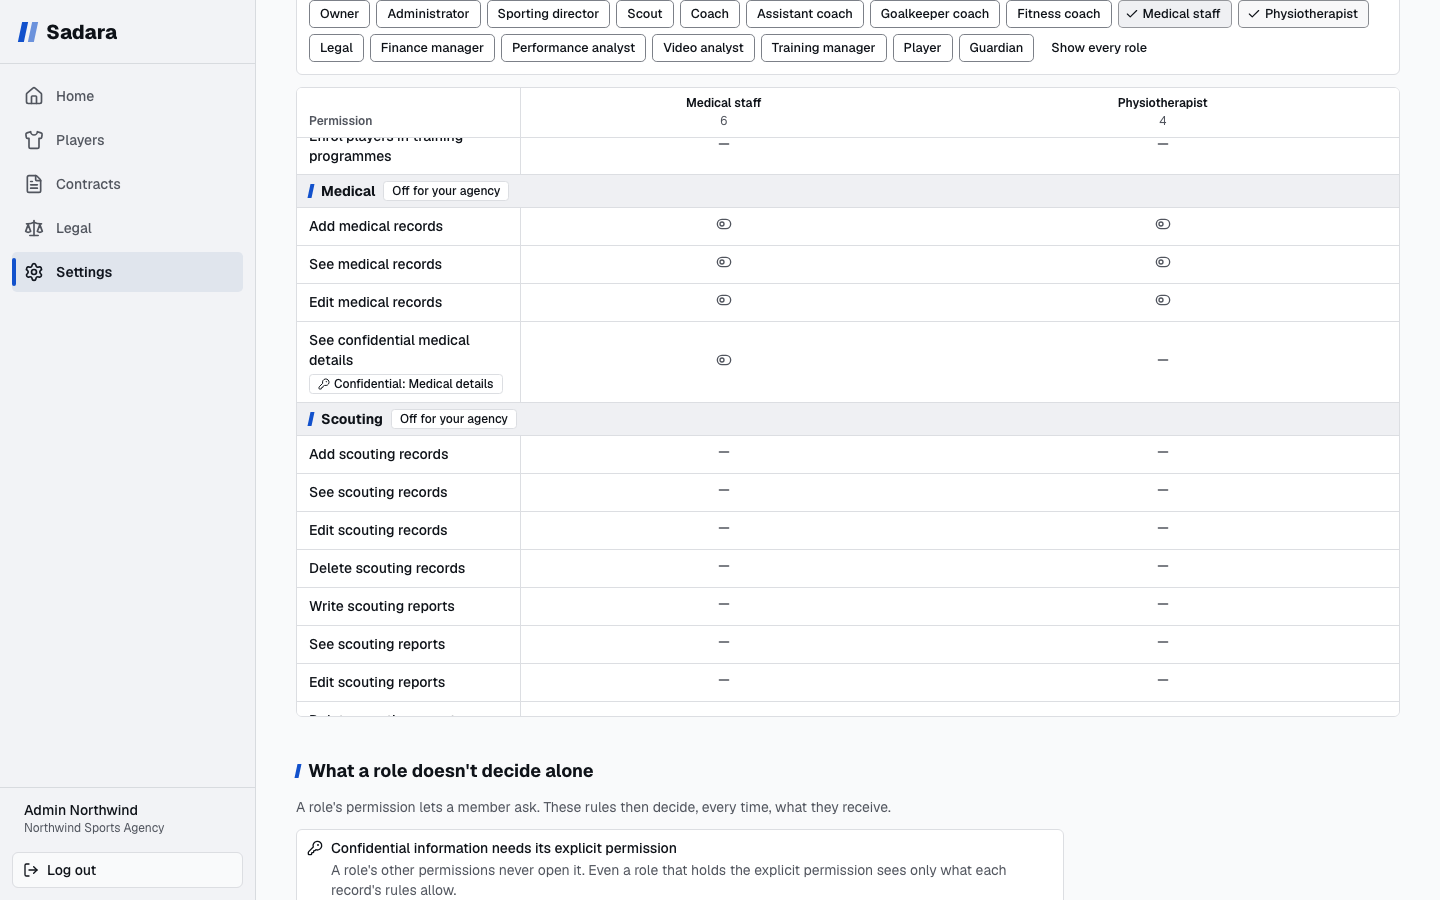 Sadara
Home
Players
Contracts
Legal
Settings
Admin Northwind
Northwind Sports Agency
Log out
Owner
Administrator
Sporting director
Scout
Coach
Assistant coach
Goalkeeper coach
Fitness coach
Medical staff
Physiotherapist
Legal
Finance manager
Performance analyst
Video analyst
Training manager
Player
Guardian
Show every role
Permission
Medical staff
6
Physiotherapist
4
Enrol players in training
programmes
Medical
Off for your agency
Add medical records
See medical records
Edit medical records
See confidential medical
details
Confidential: Medical details
Scouting
Off for your agency
Add scouting records
See scouting records
Edit scouting records
Delete scouting records
Write scouting reports
See scouting reports
Edit scouting reports
What a role doesn't decide alone
A role's permission lets a member ask. These rules then decide, every time, what they receive.
Confidential information needs its explicit permission
A role's other permissions never open it. Even a role that holds the explicit permission sees only what each
record's rules allow.